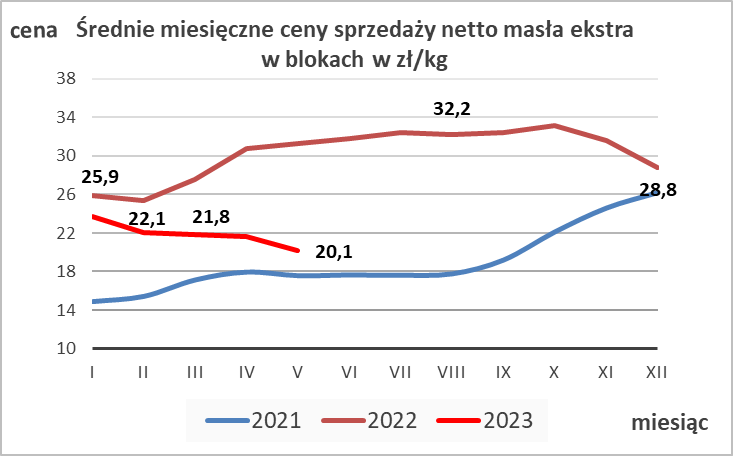 cena Średnie miesięczne ceny sprzedaży netto masła ekstra
w blokach w zł/kg
38
34
30
26
22
18
14
10
25,9
22,1
21,8
20,1
32,2
28,8
I II III IV V VI VII VIII IX X XI XII
2021 2022 2023
miesiąc